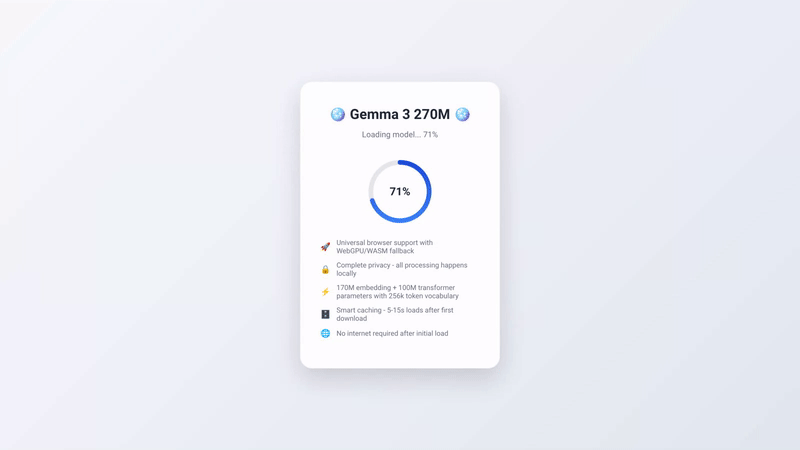 Gemma 3 270M
Loading model... 71%
71%
Universal browser support with
WebGPU/WASM fallback
Complete privacy - all processing happens
locally
170M embedding + 100M transformer
parameters with 256k token vocabulary
Smart caching - 5-15s loads after first
download
No internet required after initial load